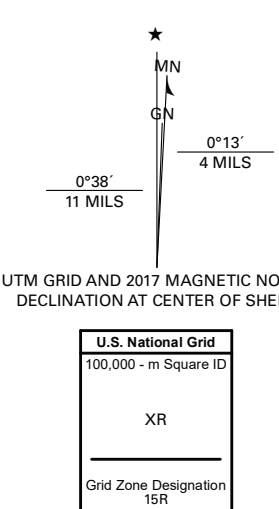 ★
MN
GN
0°13´
4 MILS
0°38´
11 MILS
UTM GRID AND 2017 MAGNETIC NO
DECLINATION AT CENTER OF SHE
U.S. National Grid
100,000 - m Square ID
XR
Grid Zone Designation
15R